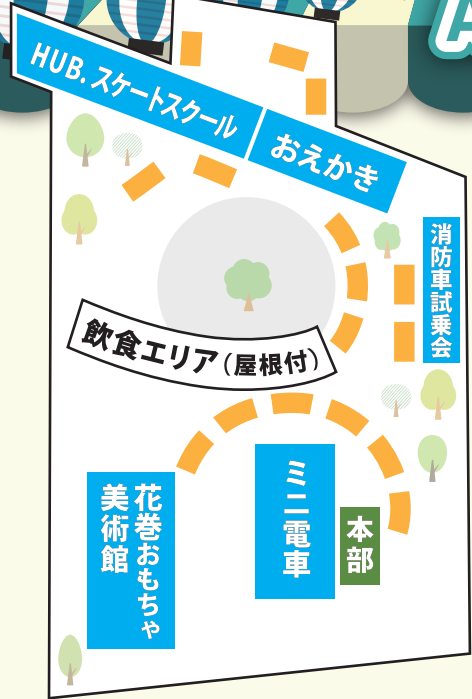 HUB.スケートスクール
おえかき
消防車試乗会
飲食エリア(屋根付)
花巻おもちゃ
美術館
ミニ電車
本部